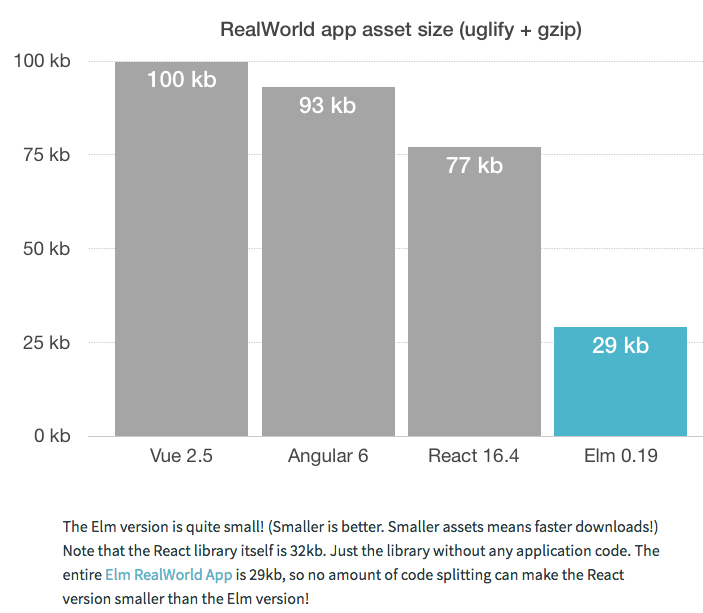 RealWorld app asset size (uglify + gzip)
100 kb
100 kb
93 kb
75 kb
77 kb
50 kb
25 kb
29 kb
0 kb
Vue 2.5
Angular 6
React 16.4
Elm 0.19
The Elm version is quite small! (Smaller is better. Smaller assets means faster downloads!)
Note that the React library itself is 32kb. Just the library without any application code. The
entire Elm RealWorld App is 29kb, so no amount of code splitting can make the React
version smaller than the Elm version!